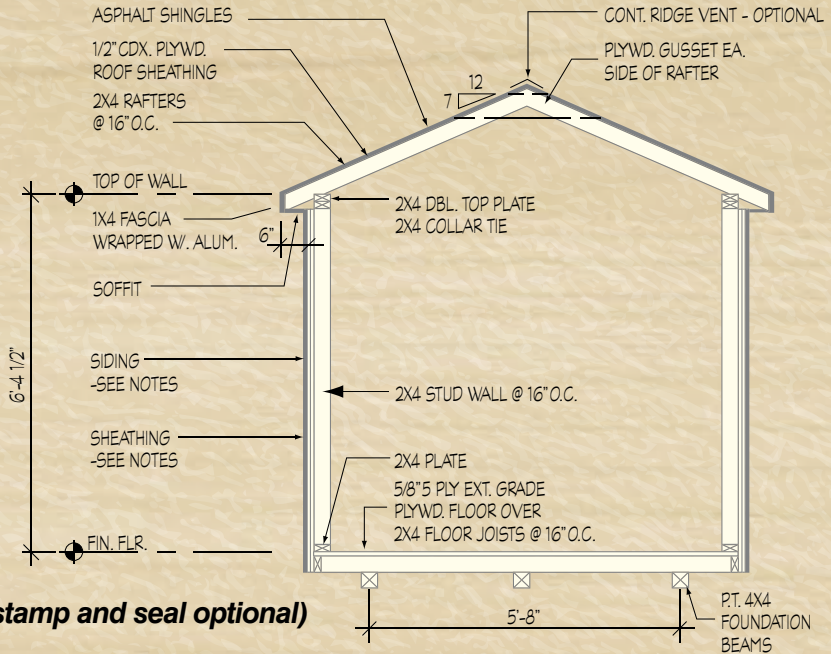 ASPHALT SHINGLES
1/2" CDX. PLYWD.
ROOF SHEATHING
2X4 RAFTERS
@ 16" O.C.
12
7
CONT. RIDGE VENT - OPTIONAL
PLYWD. GUSSET EA.
SIDE OF RAFTER
TOP OF WALL
1X4 FASCIA
WRAPPED W/. ALUM.
6"
SOFFIT
2X4 DBL. TOP PLATE
2X4 COLLAR TIE
6'-4 1/2"
SIDING
-SEE NOTES
2X4 STUD WALL @ 16" O.C.
SHEATHING
-SEE NOTES
2X4 PLATE
5/8" 5 PLY EXT. GRADE
PLYWD. FLOOR OVER
2X4 FLOOR JOISTS @ 16" O.C.
FIN. FLR.
stamp and seal optional)
5'-8"
P.T. 4X4
FOUNDATION
BEAMS